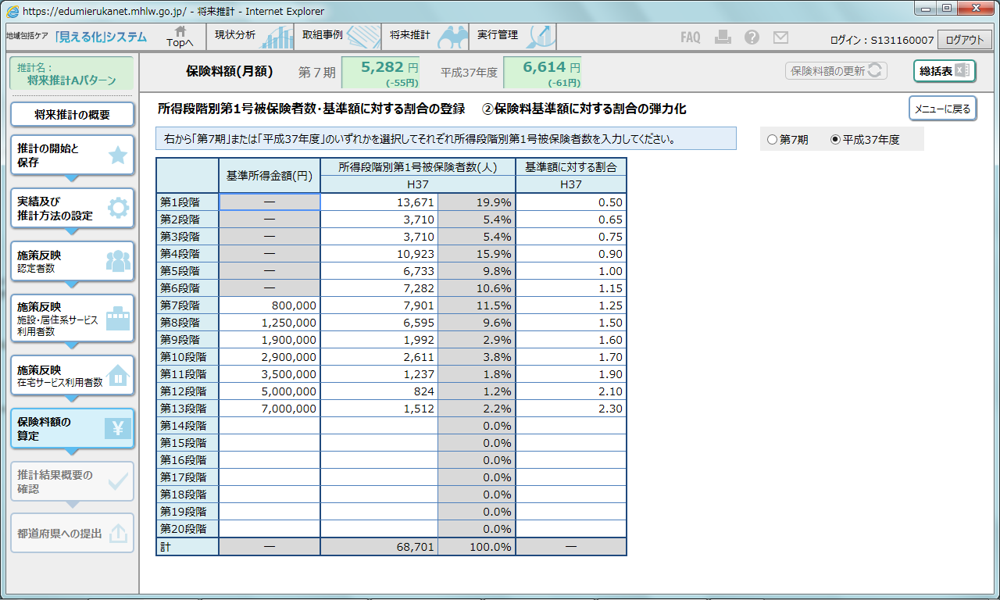 https://edumierukanet.mhlw.go.jp/ - 将来推計 - Internet Explorer
地域包括ケア 「見える化」システム
Topへ
現状分析
取組事例
将来推計
実行管理
FAQ
ログイン：S131160007
ログアウト
推計名：
将来推計Aパターン
保険料額(月額)
第７期
5,282 円
(-55円)
平成37年度
6,614 円
(-61円)
保険料額の更新
総括表
将来推計の概要
推計の開始と
保存
実績及び
推計方法の設定
施策反映
認定者数
施策反映
施設・居住系サービス
利用者数
施策反映
在宅サービス利用者数
保険料額の
算定
¥
推計結果概要の
確認
都道府県への提出
所得段階別第1号被保険者数・基準額に対する割合の登録　②保険料基準額に対する割合の弾力化
メニューに戻る
右から「第7期」または「平成37年度」のいずれかを選択してそれぞれ所得段階別第1号被保険者数を入力してください。
第7期
平成37年度
基準所得金額(円) 所得段階別第1号被保険者数(人) 基準額に対する割合
H37 H37
第1段階 ― 13,671 19.9% 0.50
第2段階 ― 3,710 5.4% 0.65
第3段階 ― 3,710 5.4% 0.75
第4段階 ― 10,923 15.9% 0.90
第5段階 ― 6,733 9.8% 1.00
第6段階 ― 7,282 10.6% 1.15
第7段階 800,000 7,901 11.5% 1.25
第8段階 1,250,000 6,595 9.6% 1.50
第9段階 1,900,000 1,992 2.9% 1.60
第10段階 2,900,000 2,611 3.8% 1.70
第11段階 3,500,000 1,237 1.8% 1.90
第12段階 5,000,000 824 1.2% 2.10
第13段階 7,000,000 1,512 2.2% 2.30
第14段階 0.0%
第15段階 0.0%
第16段階 0.0%
第17段階 0.0%
第18段階 0.0%
第19段階 0.0%
第20段階 0.0%
計 ― 68,701 100.0% ―